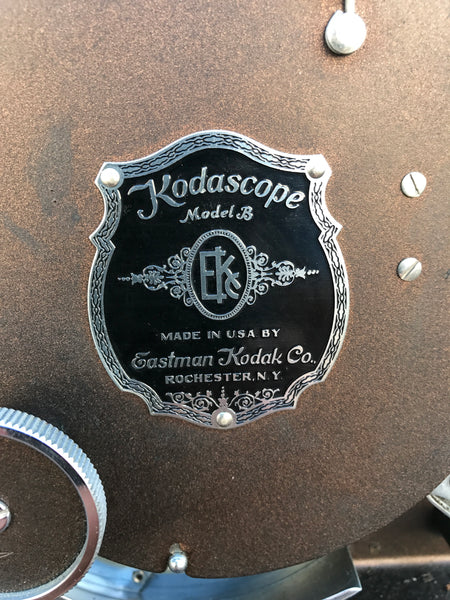 Kodascope
Model B
EKC
MADE IN USA BY
Eastman Kodak Co.,
ROCHESTER, N.Y.